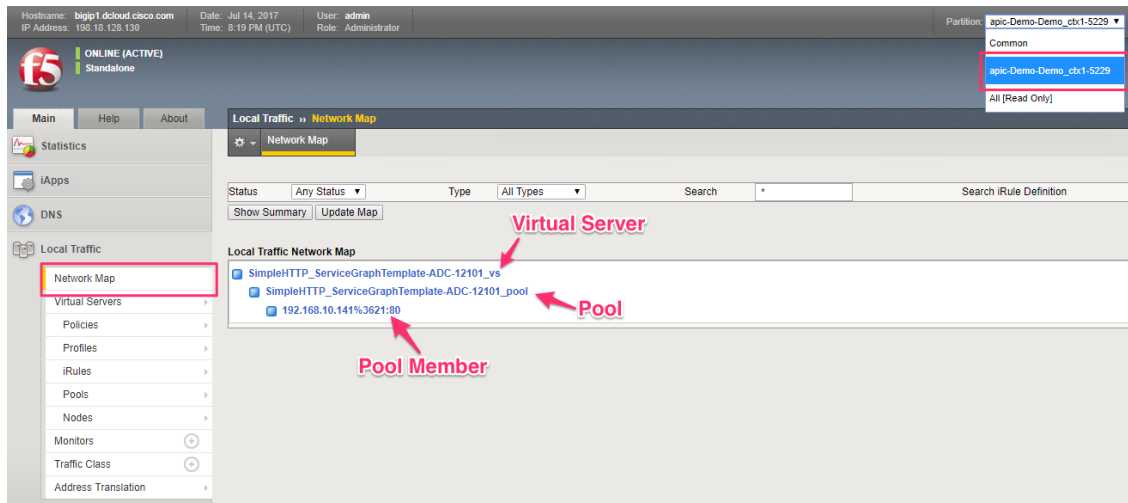 Hostname: bigip1.dcloud.cisco.com Date: Jul 14, 2017 User: admin
IP Address: 198.18.128.130 Time: 8:19 PM (UTC) Role: Administrator
Partition: apic-Demo-Demo_ctx1-5229
Common
apic-Demo-Demo_ctx1-5229
All [Read Only]
f5
ONLINE (ACTIVE)
Standalone
Main Help About
Local Traffic ›› Network Map
Network Map
Statistics
iApps
DNS
Local Traffic
Network Map
Virtual Servers
Policies
Profiles
iRules
Pools
Nodes
Monitors
Traffic Class
Address Translation
Status Any Status Type All Types Search * Search iRule Definition
Show Summary Update Map
Virtual Server
Local Traffic Network Map
SimpleHTTP_ServiceGraphTemplate-ADC-12101_vs
SimpleHTTP_ServiceGraphTemplate-ADC-12101_pool
Pool
192.168.10.141%3621:80
Pool Member